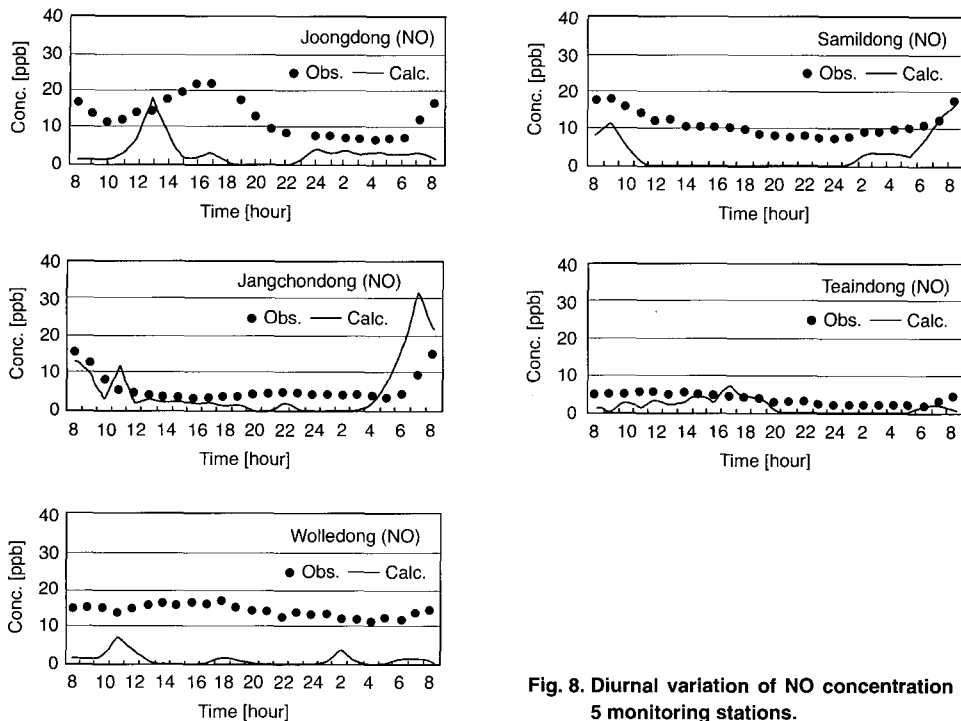 Joongdong (NO)
Obs. Calc.
Conc. [ppb]
40
30
20
10
0
8 10 12 14 16 18 20 22 24 2 4 6 8
Time [hour]
Samildong (NO)
Obs. Calc.
Conc. [ppb]
40
30
20
10
0
8 10 12 14 16 18 20 22 24 2 4 6 8
Time [hour]
Jangchondong (NO)
Obs. Calc.
Conc. [ppb]
40
30
20
10
0
8 10 12 14 16 18 20 22 24 2 4 6 8
Time [hour]
Teaindong (NO)
Obs. Calc.
Conc. [ppb]
40
30
20
10
0
8 10 12 14 16 18 20 22 24 2 4 6 8
Time [hour]
Wolledong (NO)
Obs. Calc.
Conc. [ppb]
40
30
20
10
0
8 10 12 14 16 18 20 22 24 2 4 6 8
Time [hour]
Fig. 8. Diurnal variation of NO concentration
5 monitoring stations.